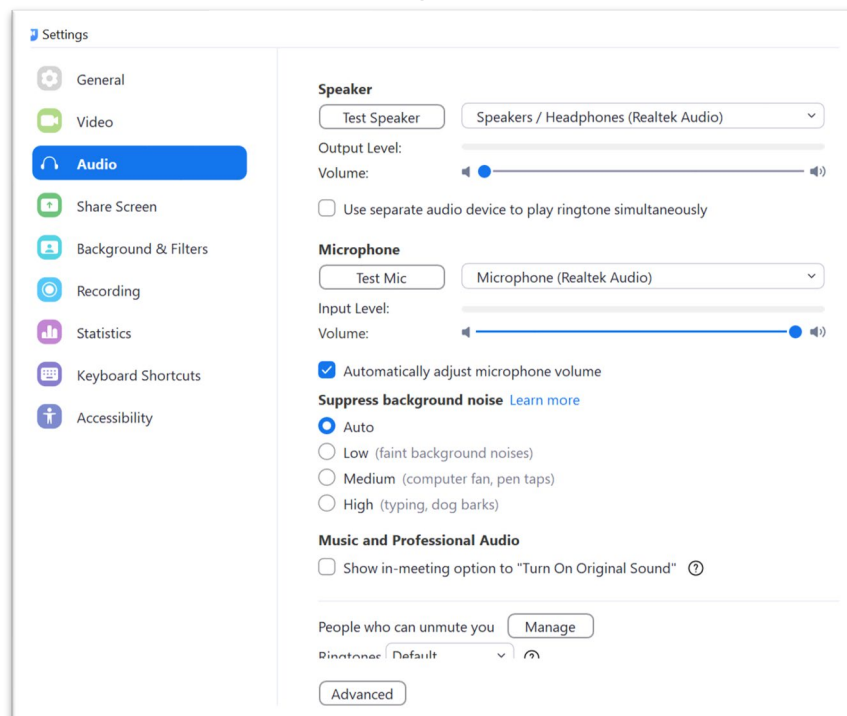 Settings
General
Video
Audio
Share Screen
Background & Filters
Recording
Statistics
Keyboard Shortcuts
Accessibility
Speaker
Test Speaker
Speakers / Headphones (Realtek Audio)
Output Level:
Volume:
Use separate audio device to play ringtone simultaneously
Microphone
Test Mic
Microphone (Realtek Audio)
Input Level:
Volume:
Automatically adjust microphone volume
Suppress background noise Learn more
Auto
Low (faint background noises)
Medium (computer fan, pen taps)
High (typing, dog barks)
Music and Professional Audio
Show in-meeting option to "Turn On Original Sound" ?
People who can unmute you Manage
Ringtones Default ?
Advanced